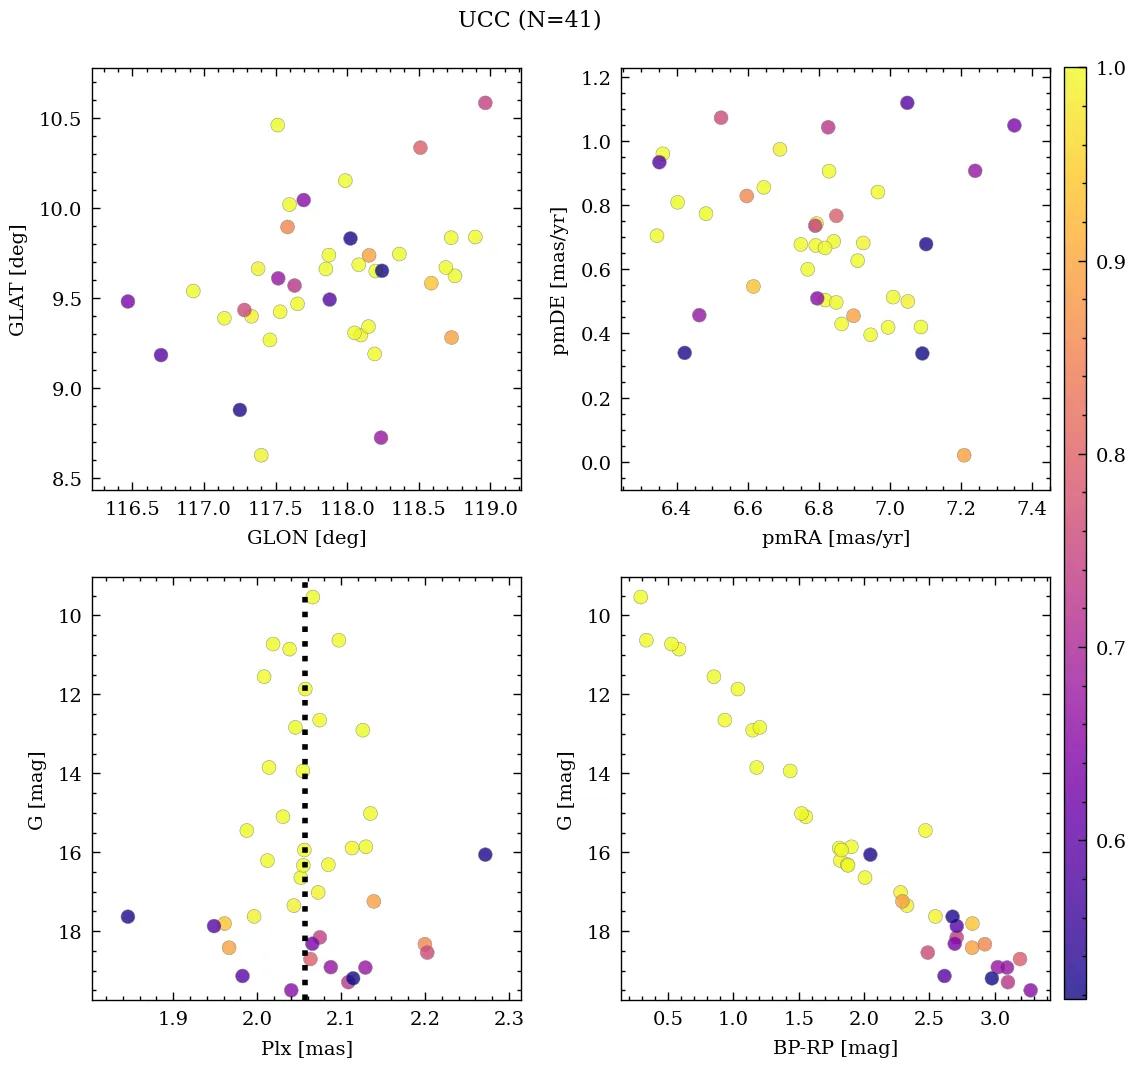 UCC (N=41)
10.5
10.0
9.5
9.0
8.5
GLAT [deg]
116.5 117.0 117.5 118.0 118.5 119.0
GLON [deg]
1.2
1.0
0.8
0.6
0.4
0.2
0.0
pmDE [mas/yr]
6.4 6.6 6.8 7.0 7.2 7.4
pmRA [mas/yr]
1.0
0.9
0.8
0.7
0.6
10
12
14
16
18
G [mag]
1.9 2.0 2.1 2.2 2.3
Plx [mas]
10
12
14
16
18
G [mag]
0.5 1.0 1.5 2.0 2.5 3.0
BP-RP [mag]